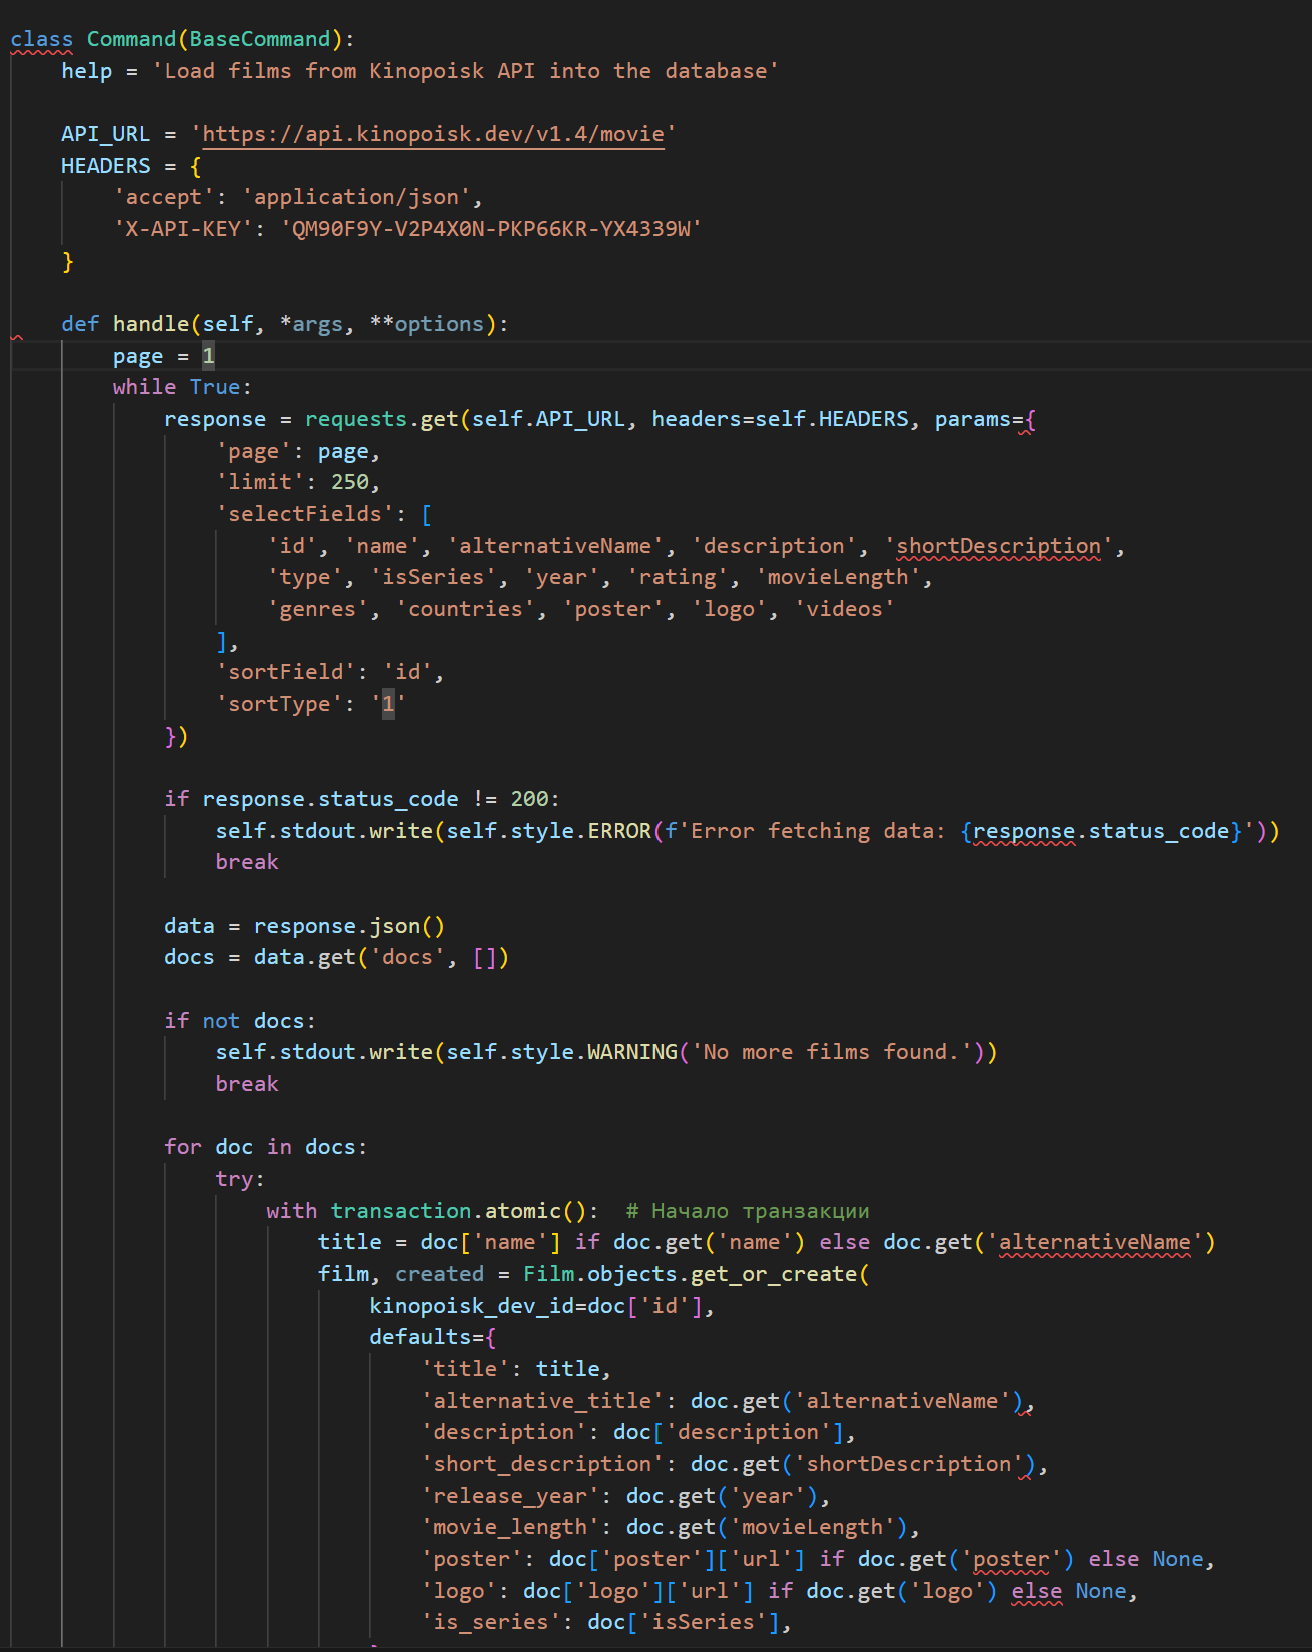 class Command(BaseCommand):
    help = 'Load films from Kinopoisk API into the database'

    API_URL = 'https://api.kinopoisk.dev/v1.4/movie'
    HEADERS = {
        'accept': 'application/json',
        'X-API-KEY': 'QM90F9Y-V2P4X0N-PKP66KR-YX4339W'
    }

    def handle(self, *args, **options):
        page = 1
        while True:
            response = requests.get(self.API_URL, headers=self.HEADERS, params={
                'page': page,
                'limit': 250,
                'selectFields': [
                    'id', 'name', 'alternativeName', 'description', 'shortDescription',
                    'type', 'isSeries', 'year', 'rating', 'movieLength',
                    'genres', 'countries', 'poster', 'logo', 'videos'
                ],
                'sortField': 'id',
                'sortType': '1'
            })

            if response.status_code != 200:
                self.stdout.write(self.style.ERROR(f'Error fetching data: {response.status_code}'))
                break

            data = response.json()
            docs = data.get('docs', [])

            if not docs:
                self.stdout.write(self.style.WARNING('No more films found.'))
                break

            for doc in docs:
                try:
                    with transaction.atomic():  # Начало транзакции
                        title = doc['name'] if doc.get('name') else doc.get('alternativeName')
                        film, created = Film.objects.get_or_create(
                            kinopoisk_dev_id=doc['id'],
                            defaults={
                                'title': title,
                                'alternative_title': doc.get('alternativeName'),
                                'description': doc['description'],
                                'short_description': doc.get('shortDescription'),
                                'release_year': doc.get('year'),
                                'movie_length': doc.get('movieLength'),
                                'poster': doc['poster']['url'] if doc.get('poster') else None,
                                'logo': doc['logo']['url'] if doc.get('logo') else None,
                                'is_series': doc['isSeries'],